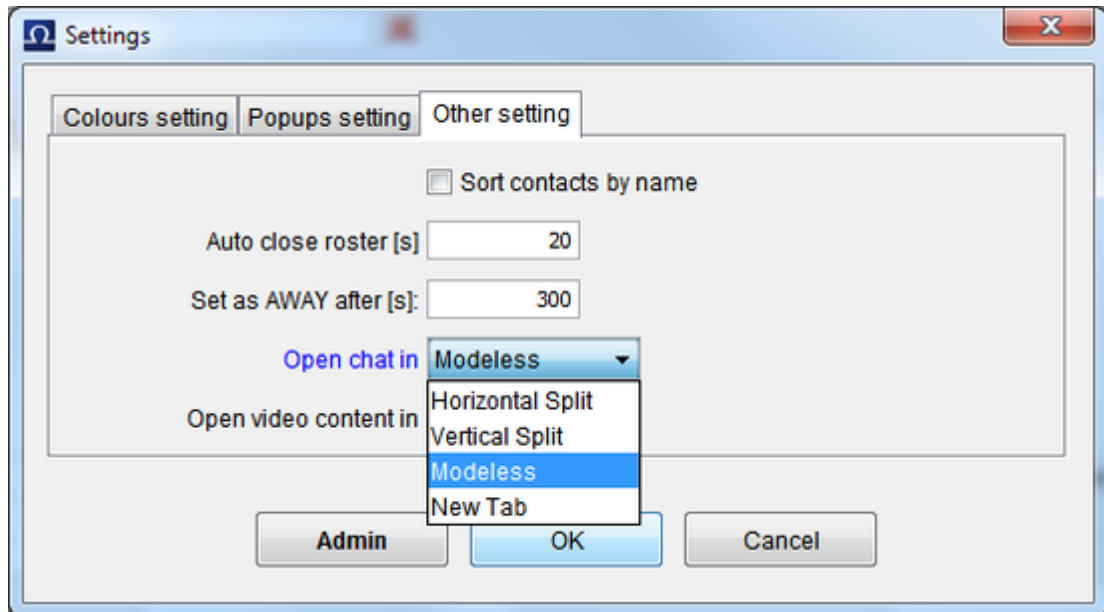 Settings
Colours setting Popups setting Other setting
Sort contacts by name
Auto close roster [s] 20
Set as AWAY after [s]: 300
Open chat in Modeless
Horizontal Split
Open video content in
Vertical Split
Modeless
New Tab
Admin OK Cancel